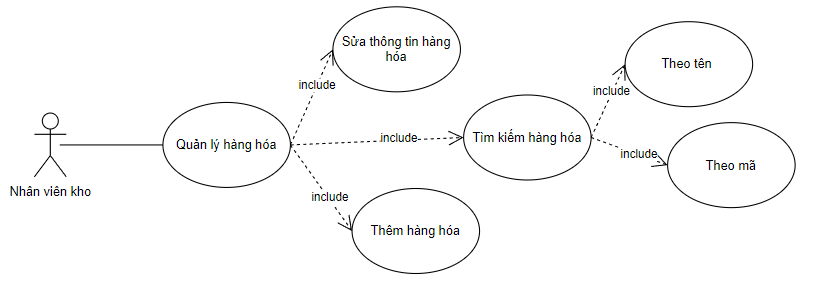 Sửa thông tin hàng
hóa
Theo tên
include
include
Quản lý hàng hóa
include
Tìm kiếm hàng hóa
include
Theo mã
Nhân viên kho
include
Thêm hàng hóa